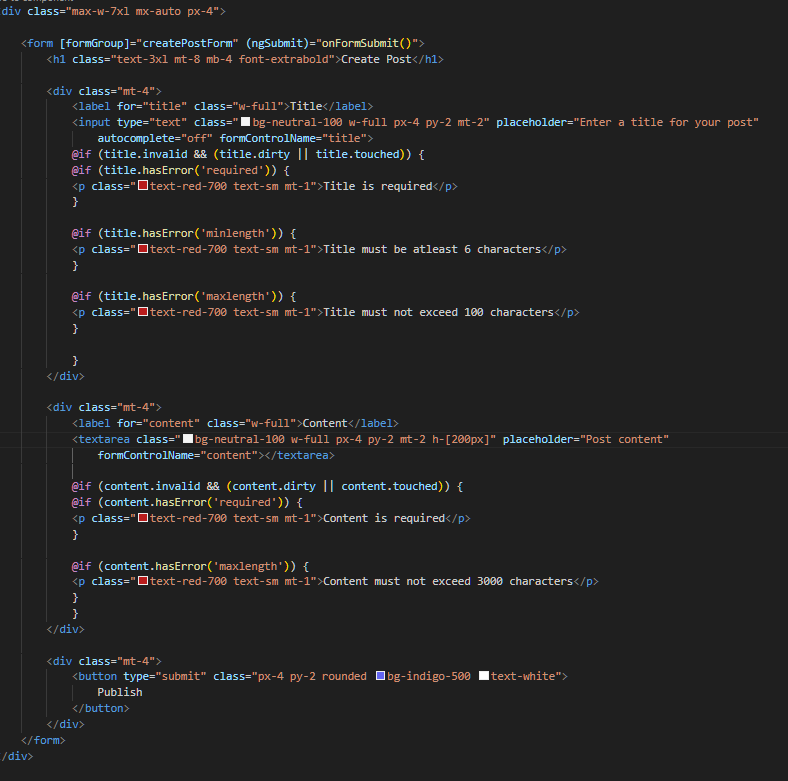 div class="max-w-7xl mx-auto px-4">
<form [formGroup]="createPostForm" (ngSubmit)="onFormSubmit()">
<h1 class="text-3xl mt-8 mb-4 font-extrabold">Create Post</h1>
<div class="mt-4">
<label for="title" class="w-full">Title</label>
<input type="text" class="bg-neutral-100 w-full px-4 py-2 mt-2" placeholder="Enter a title for your post"
autocomplete="off" formControlName="title">
@if (title.invalid && (title.dirty || title.touched)) {
@if (title.hasError('required')) {
<p class="text-red-700 text-sm mt-1">Title is required</p>
}
@if (title.hasError('minlength')) {
<p class="text-red-700 text-sm mt-1">Title must be atleast 6 characters</p>
}
@if (title.hasError('maxlength')) {
<p class="text-red-700 text-sm mt-1">Title must not exceed 100 characters</p>
}
}
</div>
<div class="mt-4">
<label for="content" class="w-full">Content</label>
<textarea class="bg-neutral-100 w-full px-4 py-2 mt-2 h-[200px]" placeholder="Post content"
formControlName="content"></textarea>
@if (content.invalid && (content.dirty || content.touched)) {
@if (content.hasError('required')) {
<p class="text-red-700 text-sm mt-1">Content is required</p>
}
@if (content.hasError('maxlength')) {
<p class="text-red-700 text-sm mt-1">Content must not exceed 3000 characters</p>
}
}
</div>
<div class="mt-4">
<button type="submit" class="px-4 py-2 rounded bg-indigo-500 text-white">
Publish
</button>
</div>
</form>
/div>